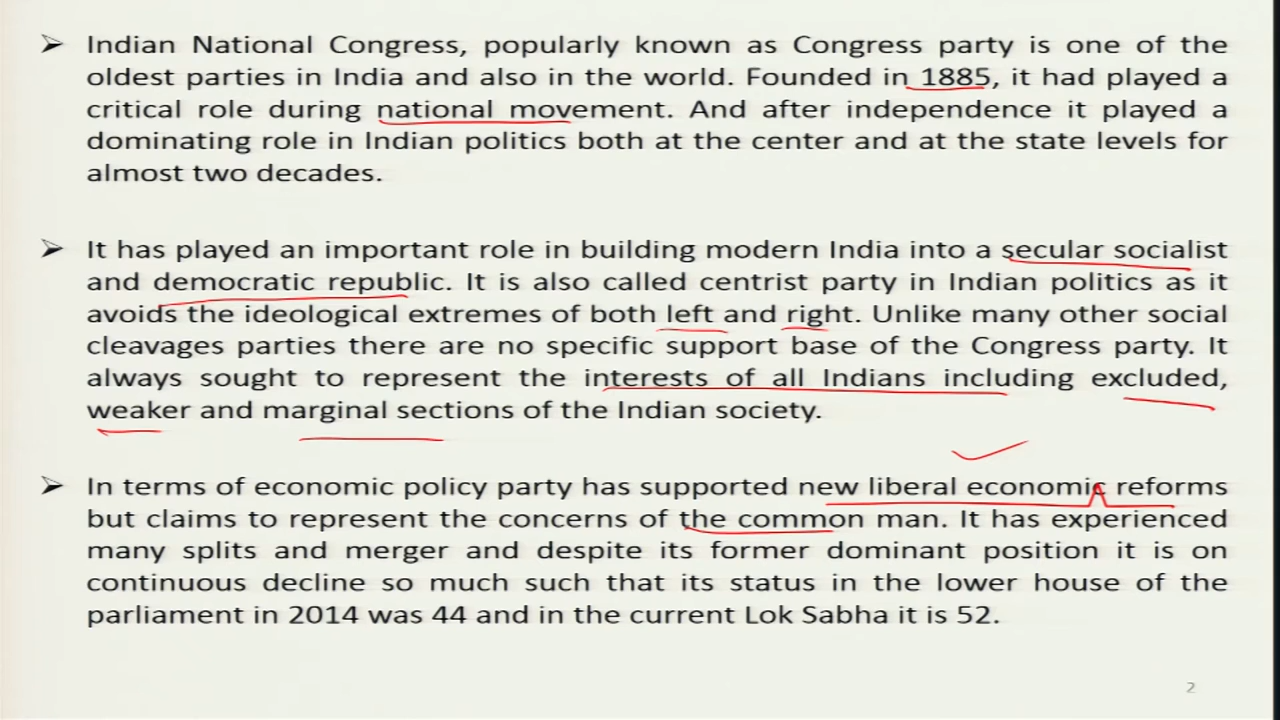 ➢ Indian National Congress, popularly known as Congress party is one of the
oldest parties in India and also in the world. Founded in 1885, it had played a
critical role during national movement. And after independence it played a
dominating role in Indian politics both at the center and at the state levels for
almost two decades.
➢ It has played an important role in building modern India into a secular socialist
and democratic republic. It is also called centrist party in Indian politics as it
avoids the ideological extremes of both left and right. Unlike many other social
cleavages parties there are no specific support base of the Congress party. It
always sought to represent the interests of all Indians including excluded,
weaker and marginal sections of the Indian society.
➢ In terms of economic policy party has supported new liberal economic reforms
but claims to represent the concerns of the common man. It has experienced
many splits and merger and despite its former dominant position it is on
continuous decline so much such that its status in the lower house of the
parliament in 2014 was 44 and in the current Lok Sabha it is 52.
2